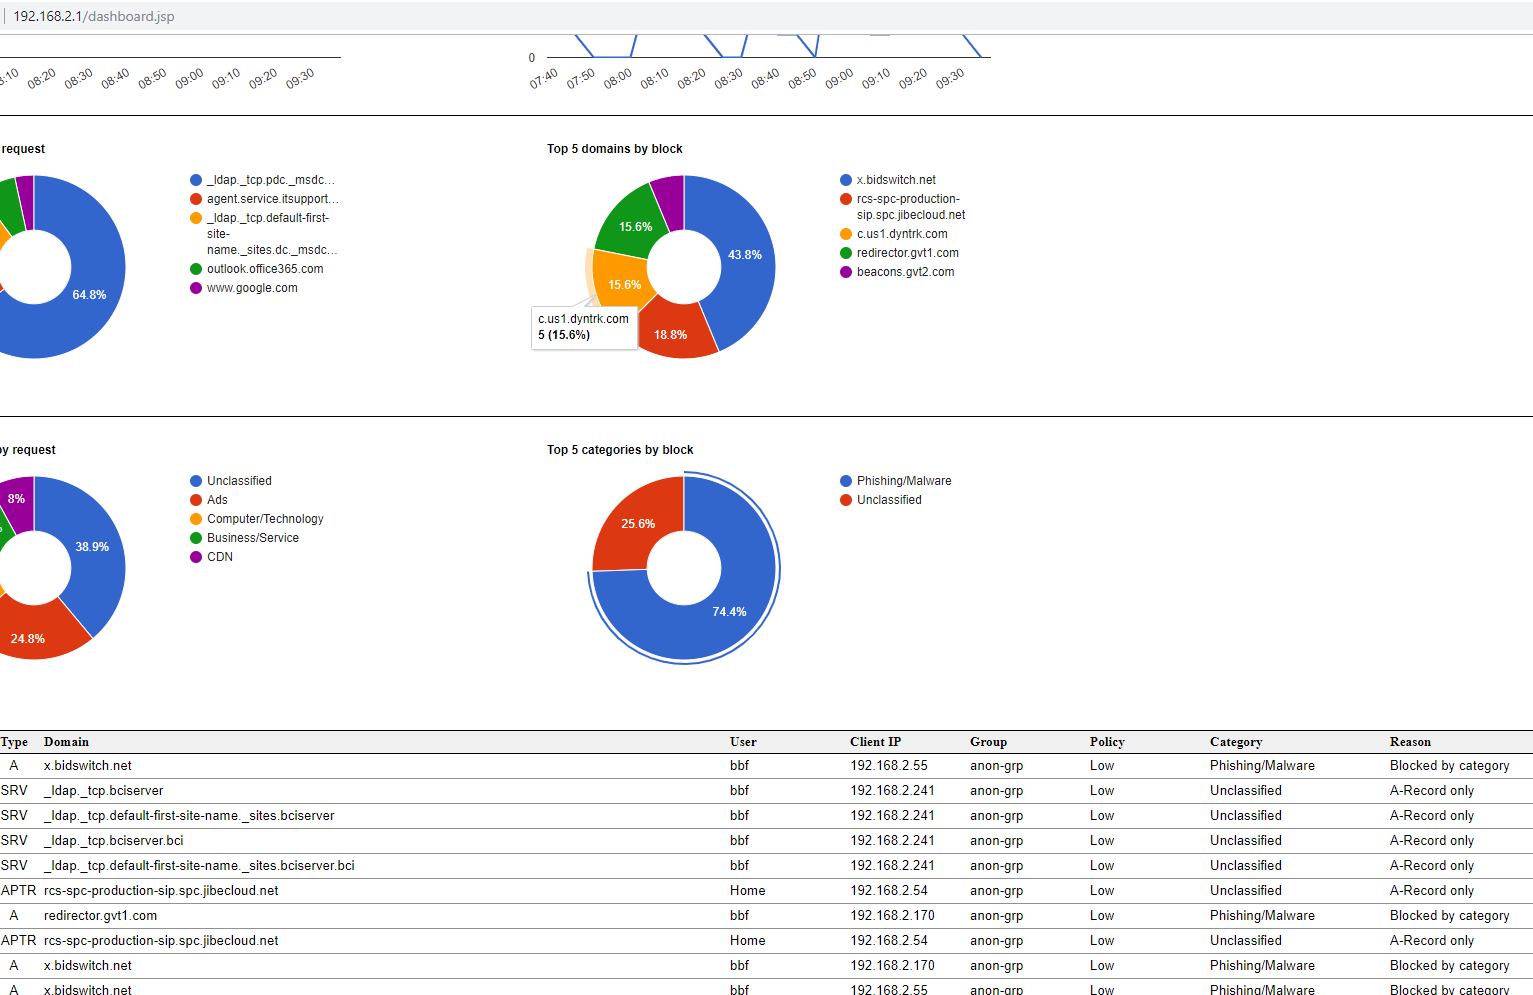 192.168.2.1/dashboard.jsp
0
:10 08:20 08:30 08:40 08:50 09:00 09:10 09:20 09:30
07:40 07:50 08:00 08:10 08:20 08:30 08:40 08:50 09:00 09:10 09:20 09:30
request
64.8%
_ldap._tcp.pdc._msdc...
agent.service.itsupport...
_ldap._tcp.default-first-
site-
name._sites.dc._msdc...
outlook.office365.com
www.google.com
Top 5 domains by block
43.8%
18.8%
15.6%
15.6%
c.us1.dyntrk.com
5 (15.6%)
x.bidswitch.net
rcs-spc-production-
sip.spc.jibecloud.net
c.us1.dyntrk.com
redirector.gvt1.com
beacons.gvt2.com
y request
8%
%
38.9%
24.8%
Unclassified
Ads
Computer/Technology
Business/Service
CDN
Top 5 categories by block
25.6%
74.4%
Phishing/Malware
Unclassified
Type Domain User Client IP Group Policy Category Reason
A x.bidswitch.net bbf 192.168.2.55 anon-grp Low Phishing/Malware Blocked by category
SRV _ldap._tcp.bciserver bbf 192.168.2.241 anon-grp Low Unclassified A-Record only
SRV _ldap._tcp.default-first-site-name._sites.bciserver bbf 192.168.2.241 anon-grp Low Unclassified A-Record only
SRV _ldap._tcp.bciserver.bci bbf 192.168.2.241 anon-grp Low Unclassified A-Record only
SRV _ldap._tcp.default-first-site-name._sites.bciserver.bci bbf 192.168.2.241 anon-grp Low Unclassified A-Record only
APTR rcs-spc-production-sip.spc.jibecloud.net Home 192.168.2.54 anon-grp Low Unclassified A-Record only
A redirector.gvt1.com bbf 192.168.2.170 anon-grp Low Phishing/Malware Blocked by category
APTR rcs-spc-production-sip.spc.jibecloud.net Home 192.168.2.54 anon-grp Low Unclassified A-Record only
A x.bidswitch.net bbf 192.168.2.170 anon-grp Low Phishing/Malware Blocked by category
A x.bidswitch.net bbf 192.168.2.55 anon-grp Low Phishing/Malware Blocked by category